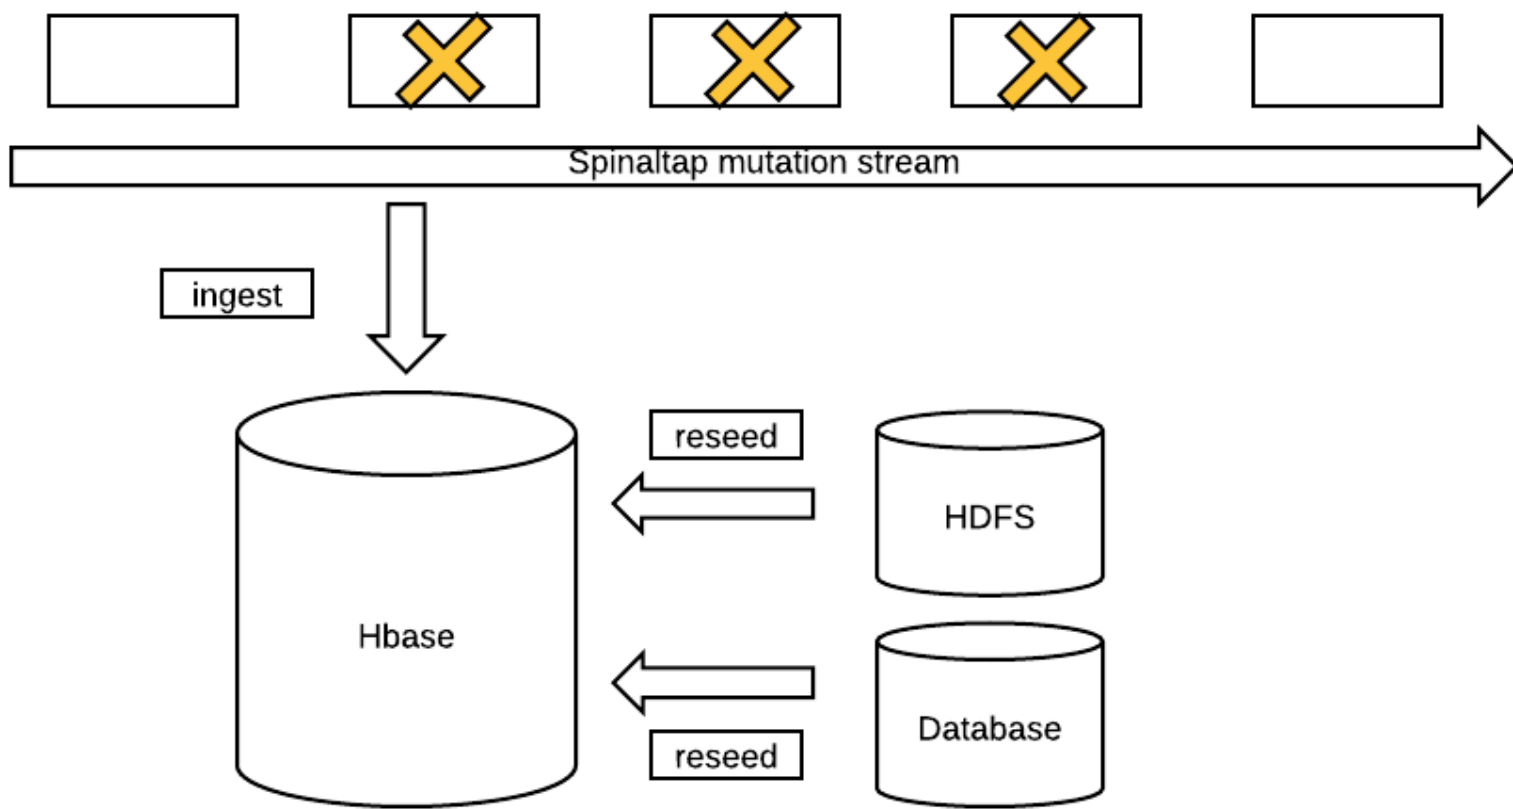 Spinaltap mutation stream
ingest
reseed
HDFS
Hbase
Database
reseed